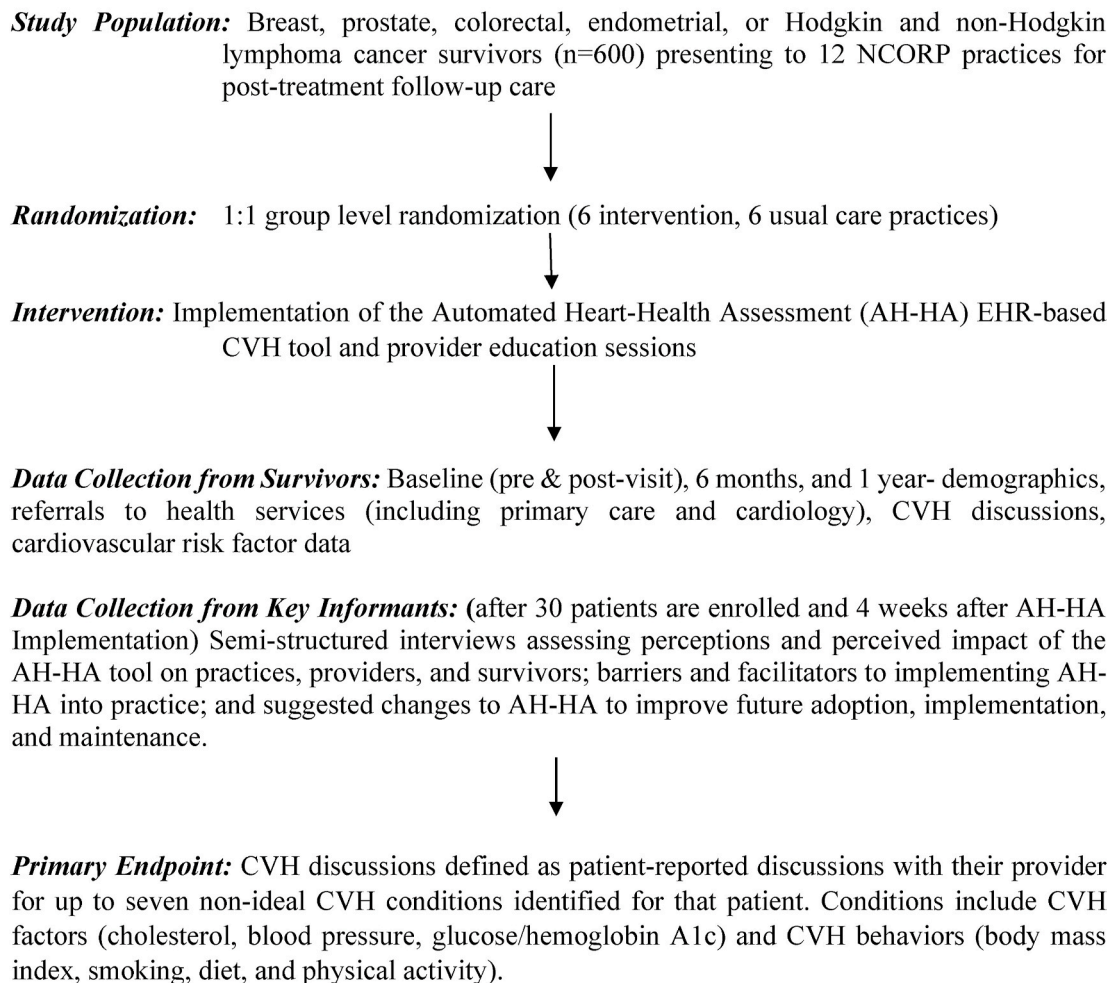 Study Population: Breast, prostate, colorectal, endometrial, or Hodgkin and non-Hodgkin
lymphoma cancer survivors (n=600) presenting to 12 NCORP practices for
post-treatment follow-up care
Randomization: 1:1 group level randomization (6 intervention, 6 usual care practices)
Intervention: Implementation of the Automated Heart-Health Assessment (AH-HA) EHR-based
CVH tool and provider education sessions
Data Collection from Survivors: Baseline (pre & post-visit), 6 months, and 1 year- demographics,
referrals to health services (including primary care and cardiology), CVH discussions,
cardiovascular risk factor data
Data Collection from Key Informants: (after 30 patients are enrolled and 4 weeks after AH-HA
Implementation) Semi-structured interviews assessing perceptions and perceived impact of the
AH-HA tool on practices, providers, and survivors; barriers and facilitators to implementing AH-
HA into practice; and suggested changes to AH-HA to improve future adoption, implementation,
and maintenance.
Primary Endpoint: CVH discussions defined as patient-reported discussions with their provider
for up to seven non-ideal CVH conditions identified for that patient. Conditions include CVH
factors (cholesterol, blood pressure, glucose/hemoglobin A1c) and CVH behaviors (body mass
index, smoking, diet, and physical activity).